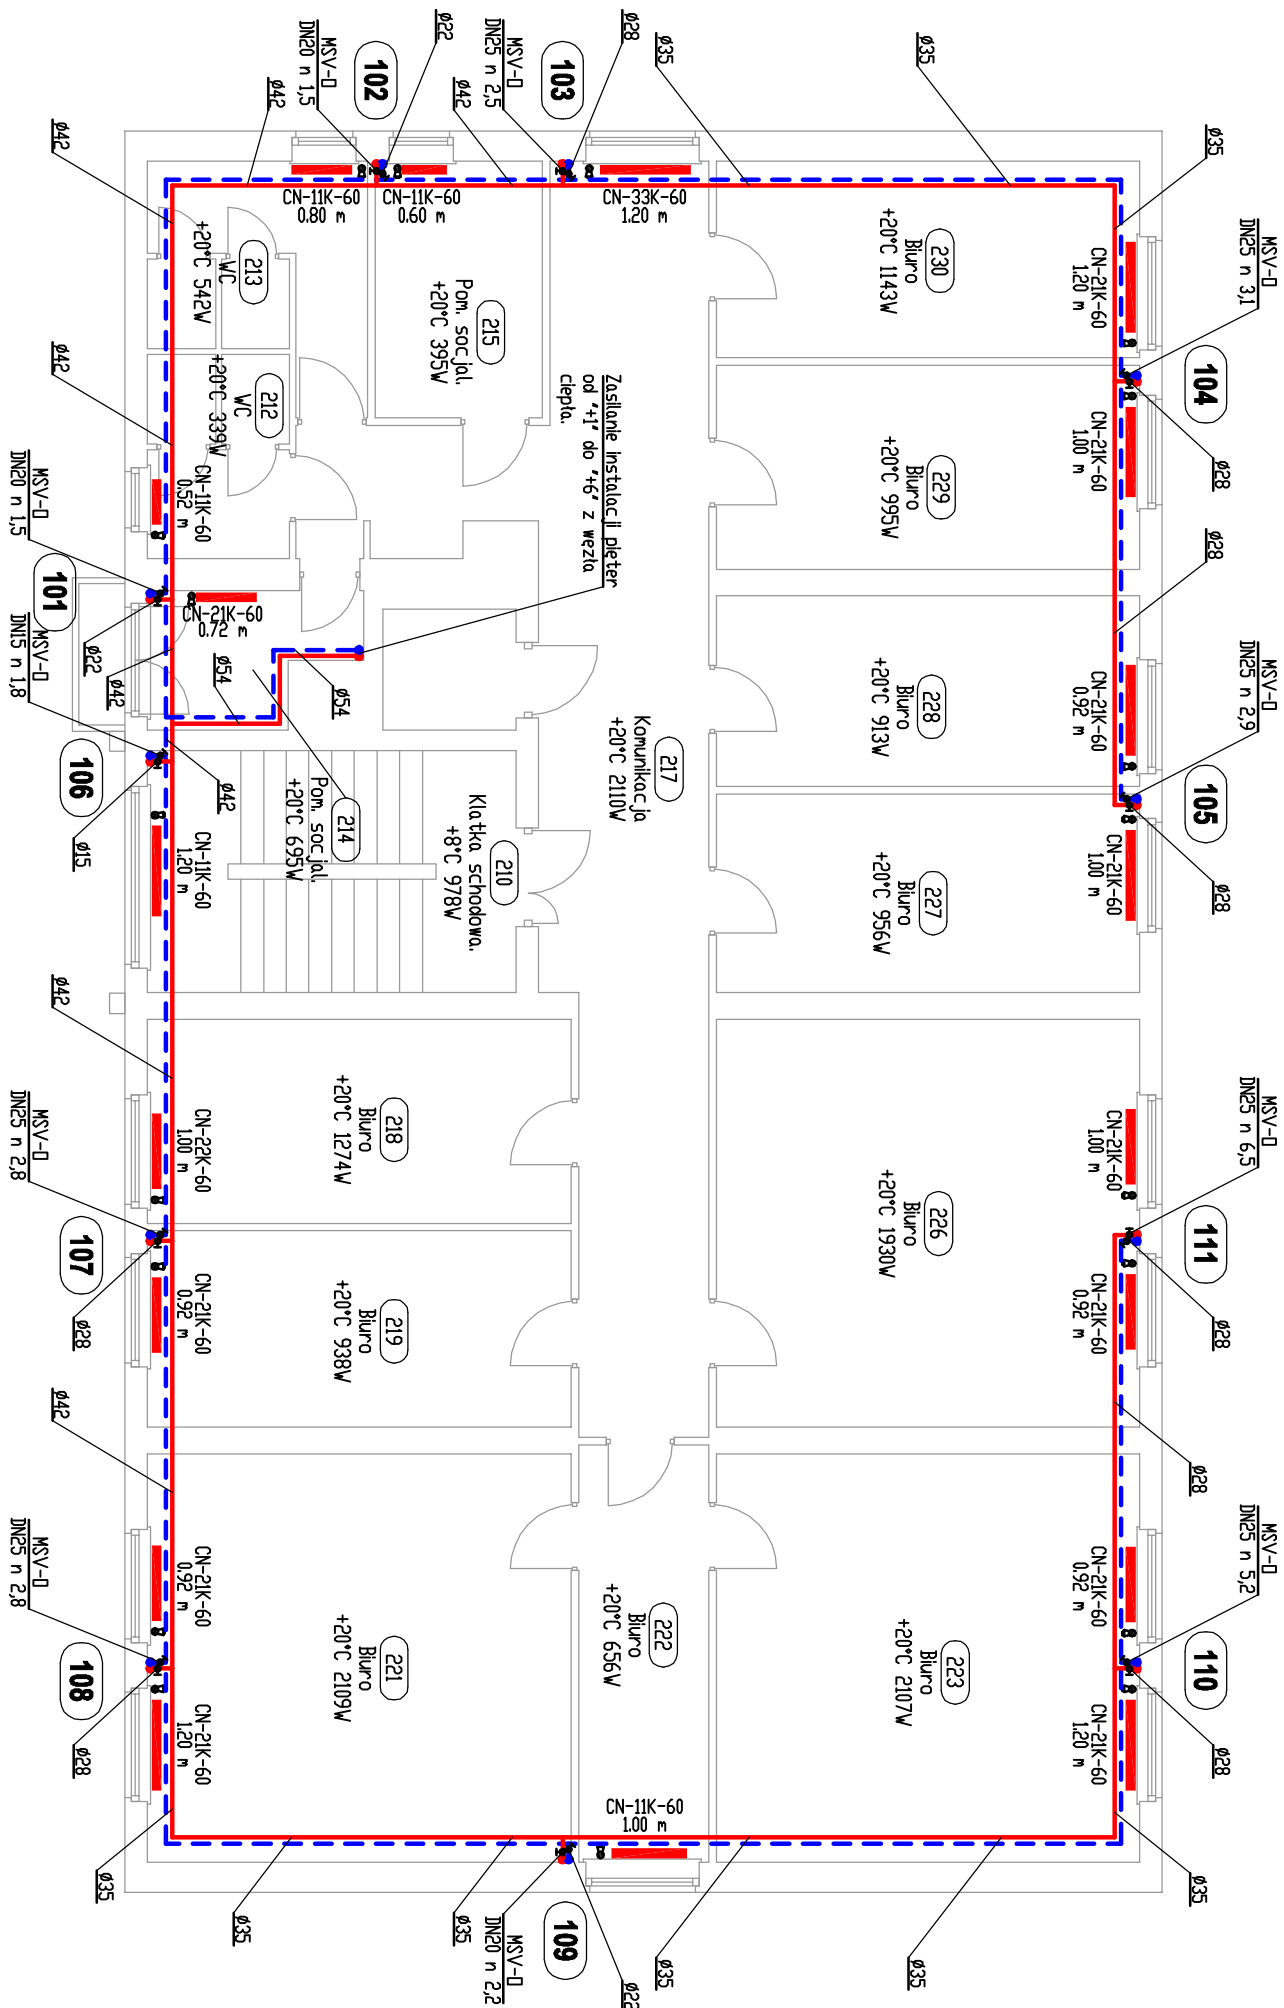 ø22
MSV-D
DN20 n 1,5
102
ø42
ø42
ø28
MSV-D
DN25 n 2,5
103
ø42
ø35
ø35
ø35
MSV-D
DN25 n 3,1
104
ø28
CN-11K-60
0.80 m
CN-11K-60
0.60 m
CN-33K-60
1.20 m
CN-21K-60
1.20 m
CN-21K-60
1.00 m
213
WC
+20°C 542W
215
Pom. socjal.
+20°C 395W
230
Biuro
+20°C 1143W
212
WC
+20°C 339W
229
Biuro
+20°C 995W
Zasilanie instalacji pięter
od "+1" do "+6" z węzła
ciepła.
ø42
MSV-D
DN20 n 1,5
101
CN-11K-60
0.52 m
CN-21K-60
0.72 m
ø22
ø42
ø54
ø54
MSV-D
DN15 n 1,8
106
ø15
ø42
214
Pom. socjal.
+20°C 695W
210
Klatka schodowa.
+8°C 978W
217
Komunikacja
+20°C 2110W
228
Biuro
+20°C 913W
227
Biuro
+20°C 956W
ø28
CN-21K-60
0.92 m
MSV-D
DN25 n 2,9
105
ø28
CN-21K-60
1.00 m
CN-11K-60
1.20 m
ø42
MSV-D
DN25 n 2,8
107
ø28
CN-22K-60
1.00 m
CN-21K-60
0.92 m
218
Biuro
+20°C 1274W
219
Biuro
+20°C 938W
226
Biuro
+20°C 1930W
CN-21K-60
1.00 m
CN-21K-60
0.92 m
MSV-D
DN25 n 6,5
111
ø28
ø28
ø42
MSV-D
DN25 n 2,8
108
ø28
CN-21K-60
0.92 m
CN-21K-60
1.20 m
221
Biuro
+20°C 2109W
222
Biuro
+20°C 656W
223
Biuro
+20°C 2107W
CN-21K-60
0.92 m
CN-21K-60
1.20 m
MSV-D
DN25 n 5,2
110
ø28
CN-11K-60
1.00 m
ø35
ø35
ø35
MSV-D
DN20 n 2,2
109
ø22
ø35
ø35
ø35